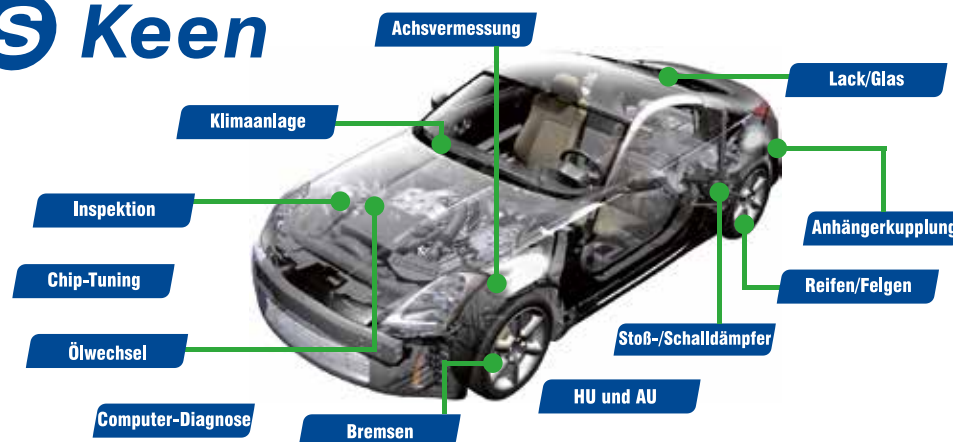 S Keen
Achsvermessung
Lack/Glas
Klimaanlage
Inspektion
Anhängerkupplung
Chip-Tuning
Reifen/Felgen
Ölwechsel
Stoß-/Schalldämpfer
HU und AU
Computer-Diagnose
Bremsen